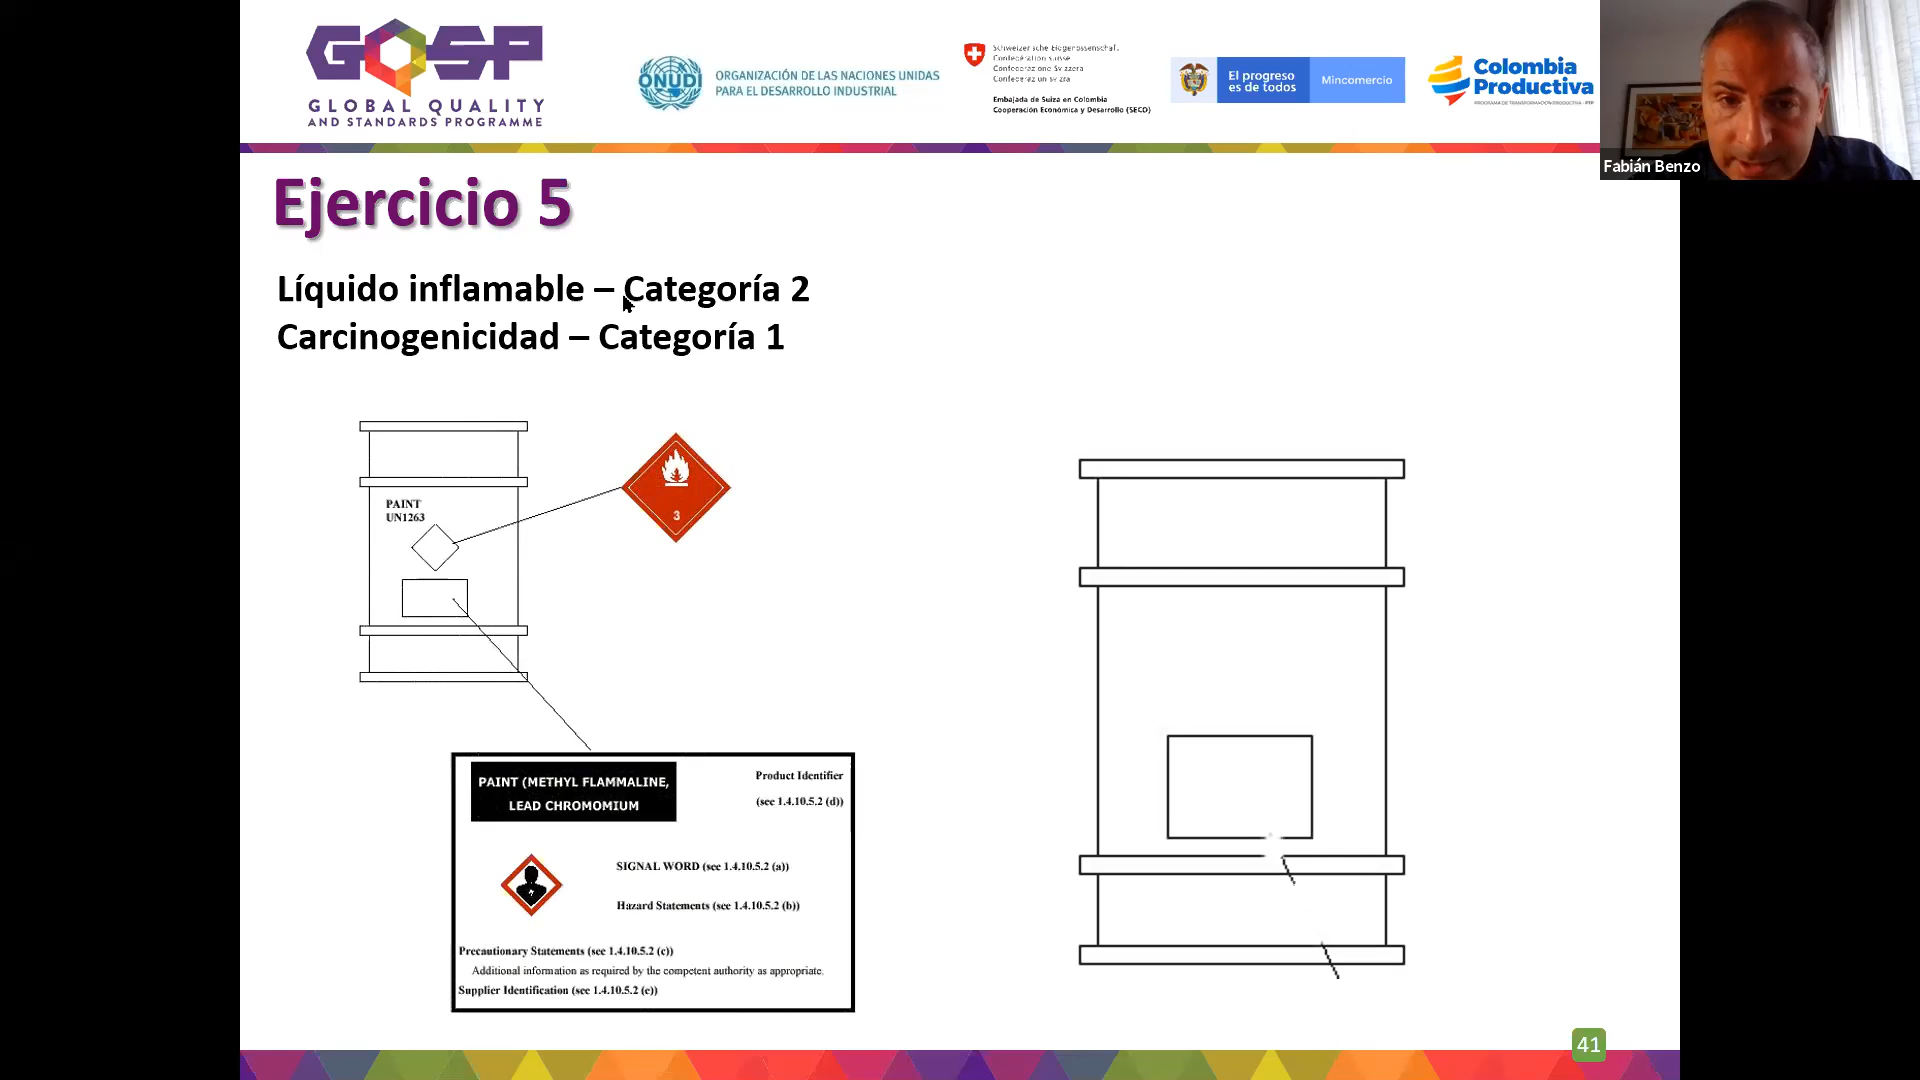 GQSP
GLOBAL QUALITY
AND STANDARDS PROGRAMME
ONUDI
ORGANIZACIÓN DE LAS NACIONES UNIDAS
PARA EL DESARROLLO INDUSTRIAL
Schweizerische Eidgenossenschaft
Confédération suisse
Confederazione Svizzera
Confederaziun svizra
Embajada de Suiza en Colombia
Cooperación Económica y Desarrollo (SECO)
El progreso
es de todos
Mincomercio
Colombia
Productiva
PROGRAMA DE TRANSFORMACIÓN PRODUCTIVA - PTP
Fabián Benzo
Ejercicio 5
Líquido inflamable – Categoría 2
Carcinogenicidad – Categoría 1
PAINT
UN1263
3
PAINT (METHYL FLAMMALINE,
LEAD CHROMOMIUM
Product Identifier
(see 1.4.10.5.2 (d))
SIGNAL WORD (see 1.4.10.5.2 (a))
Hazard Statements (see 1.4.10.5.2 (b))
Precautionary Statements (see 1.4.10.5.2 (c))
Additional information as required by the competent authority as appropriate.
Supplier Identification (see 1.4.10.5.2 (e))
41